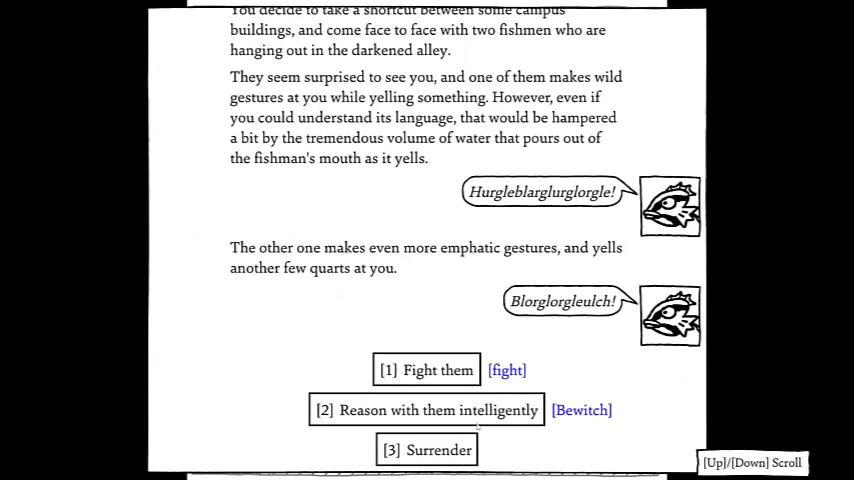 You decide to take a shortcut between some campus
buildings, and come face to face with two fishmen who are
hanging out in the darkened alley.
They seem surprised to see you, and one of them makes wild
gestures at you while yelling something. However, even if
you could understand its language, that would be hampered
a bit by the tremendous volume of water that pours out of
the fishman's mouth as it yells.
Hurgleblarglurglorgle!
The other one makes even more emphatic gestures, and yells
another few quarts at you.
Blorglorgleulch!
[1] Fight them [fight]
[2] Reason with them intelligently [Bewitch]
[3] Surrender
[Up]/[Down] Scroll